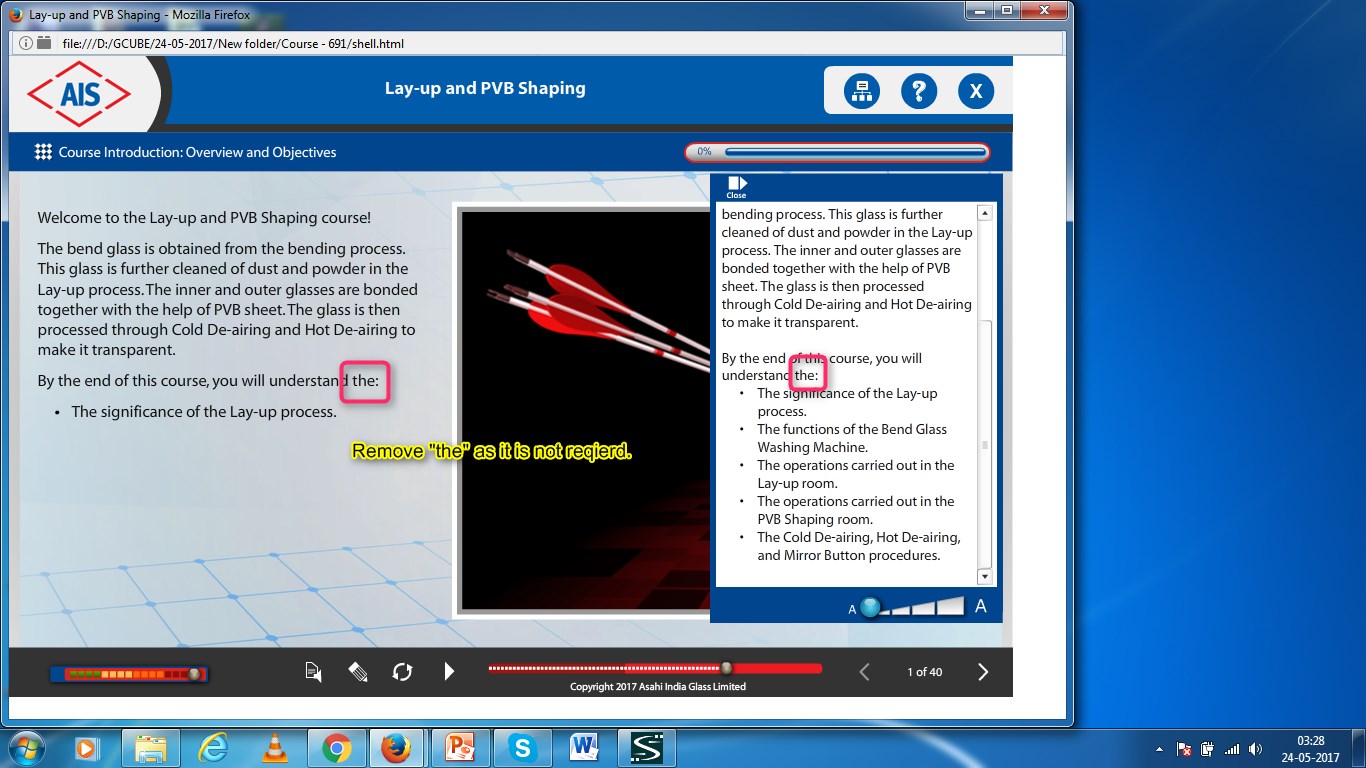 Lay-up and PVB Shaping - Mozilla Firefox
file:///D:/GCUBE/24-05-2017/New folder/Course - 691/shell.html
AIS
Lay-up and PVB Shaping
?
X
Course Introduction: Overview and Objectives
0%
Welcome to the Lay-up and PVB Shaping course!
The bend glass is obtained from the bending process.
This glass is further cleaned of dust and powder in the
Lay-up process. The inner and outer glasses are bonded
together with the help of PVB sheet. The glass is then
processed through Cold De-airing and Hot De-airing to
make it transparent.
By the end of this course, you will understand the:
• The significance of the Lay-up process.
Remove "the" as it is not reqierd.
Close
bending process. This glass is further
cleaned of dust and powder in the Lay-up
process. The inner and outer glasses are
bonded together with the help of PVB
sheet. The glass is then processed
through Cold De-airing and Hot De-airing
to make it transparent.
By the end of this course, you will
understand the:
• The significance of the Lay-up
process.
• The functions of the Bend Glass
Washing Machine.
• The operations carried out in the
Lay-up room.
• The operations carried out in the
PVB Shaping room.
• The Cold De-airing, Hot De-airing,
and Mirror Button procedures.
A A
1 of 40
Copyright 2017 Asahi India Glass Limited
03:28
24-05-2017